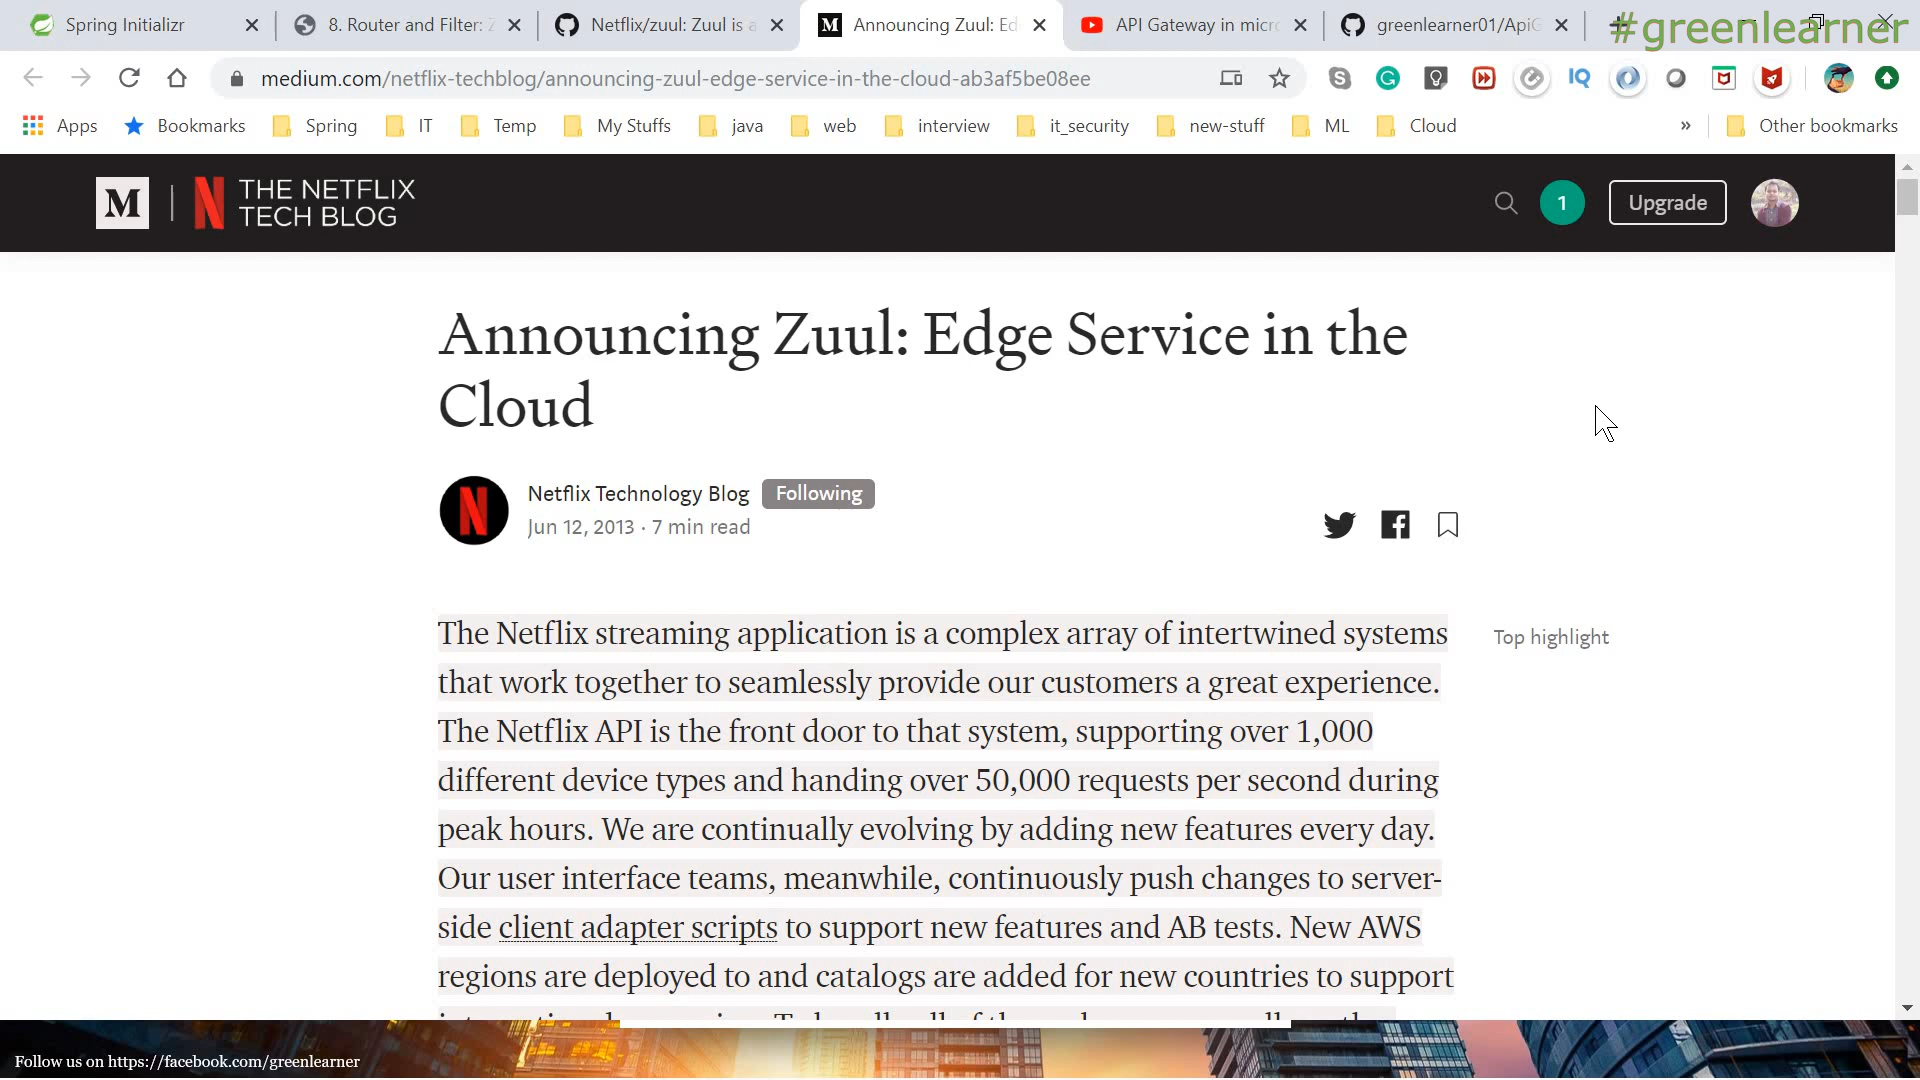 Spring Initializr
8. Router and Filter: Z
Netflix/zuul: Zuul is a
Announcing Zuul: Ed
API Gateway in micr
greenlearner01/ApiG
#greenlearner
medium.com/netflix-techblog/announcing-zuul-edge-service-in-the-cloud-ab3af5be08ee
IQ
Apps
Bookmarks
Spring
IT
Temp
My Stuffs
java
web
interview
it_security
new-stuff
ML
Cloud
»
Other bookmarks
M
THE NETFLIX
TECH BLOG
1
Upgrade
Announcing Zuul: Edge Service in the
Cloud
Netflix Technology Blog
Following
Jun 12, 2013 · 7 min read
The Netflix streaming application is a complex array of intertwined systems
Top highlight
that work together to seamlessly provide our customers a great experience.
The Netflix API is the front door to that system, supporting over 1,000
different device types and handing over 50,000 requests per second during
peak hours. We are continually evolving by adding new features every day.
Our user interface teams, meanwhile, continuously push changes to server-
side client adapter scripts to support new features and AB tests. New AWS
regions are deployed to and catalogs are added for new countries to support
Follow us on https://facebook.com/greenlearner